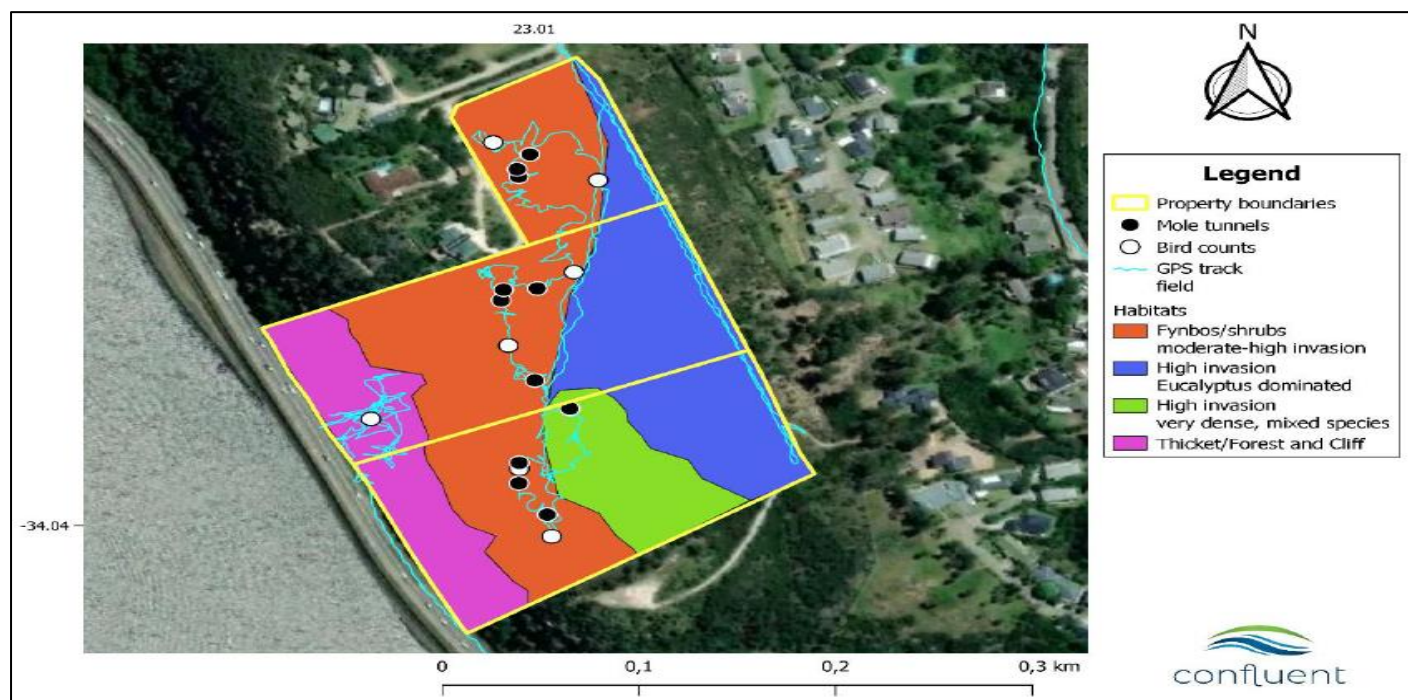 23.01
-34.04
N
Legend
Property boundaries
Mole tunnels
Bird counts
GPS track
field
Habitats
Fynbos/shrubs
moderate-high invasion
High invasion
Eucalyptus dominated
High invasion
very dense, mixed species
Thicket/Forest and Cliff
0 0,1 0,2 0,3 km
confluent